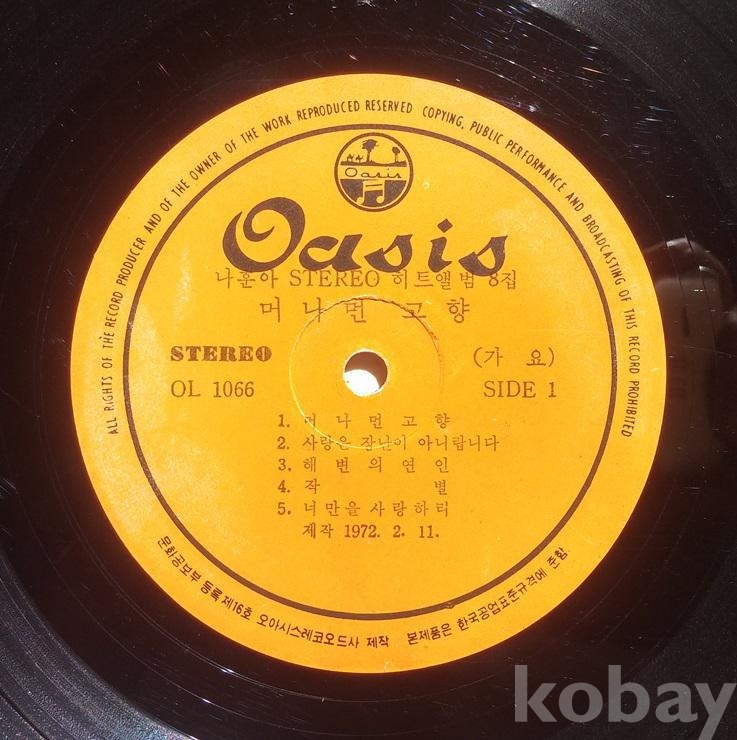 ALL RIGHTS OF THE RECORD PRODUCER AND OF THE OWNER OF THE WORK REPRODUCED RESERVED COPYING, PUBLIC PERFORMANCE AND BROADCASTING OF THIS RECORD PROHIBITED
Oasis
Oasis
나훈아 STEREO 히트앨범 8집
머나먼 고향
STEREO (가 요)
OL 1066 SIDE 1
1. 머나먼고향
2. 사랑은 장난이 아니랍니다
3. 해변의연인
4. 작 별
5. 너만을사랑하리
제작 1972. 2. 11.
문화공보부 등록 제16호 오아시스레코오드사 제작 본제품은 한국공업표준규격에 준함
kobay